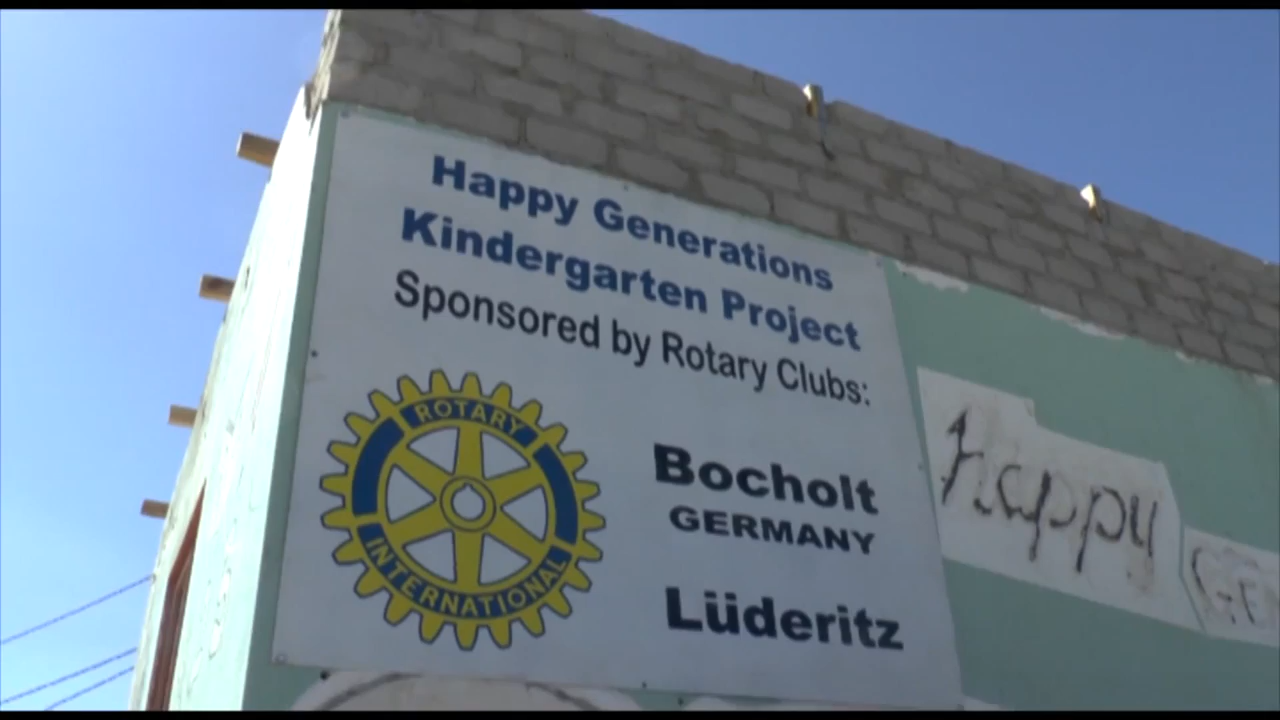 Happy Generations
Kindergarten Project
Sponsored by Rotary Clubs:
ROTARY
INTERNATIONAL
Bocholt
GERMANY
Lüderitz
Happy